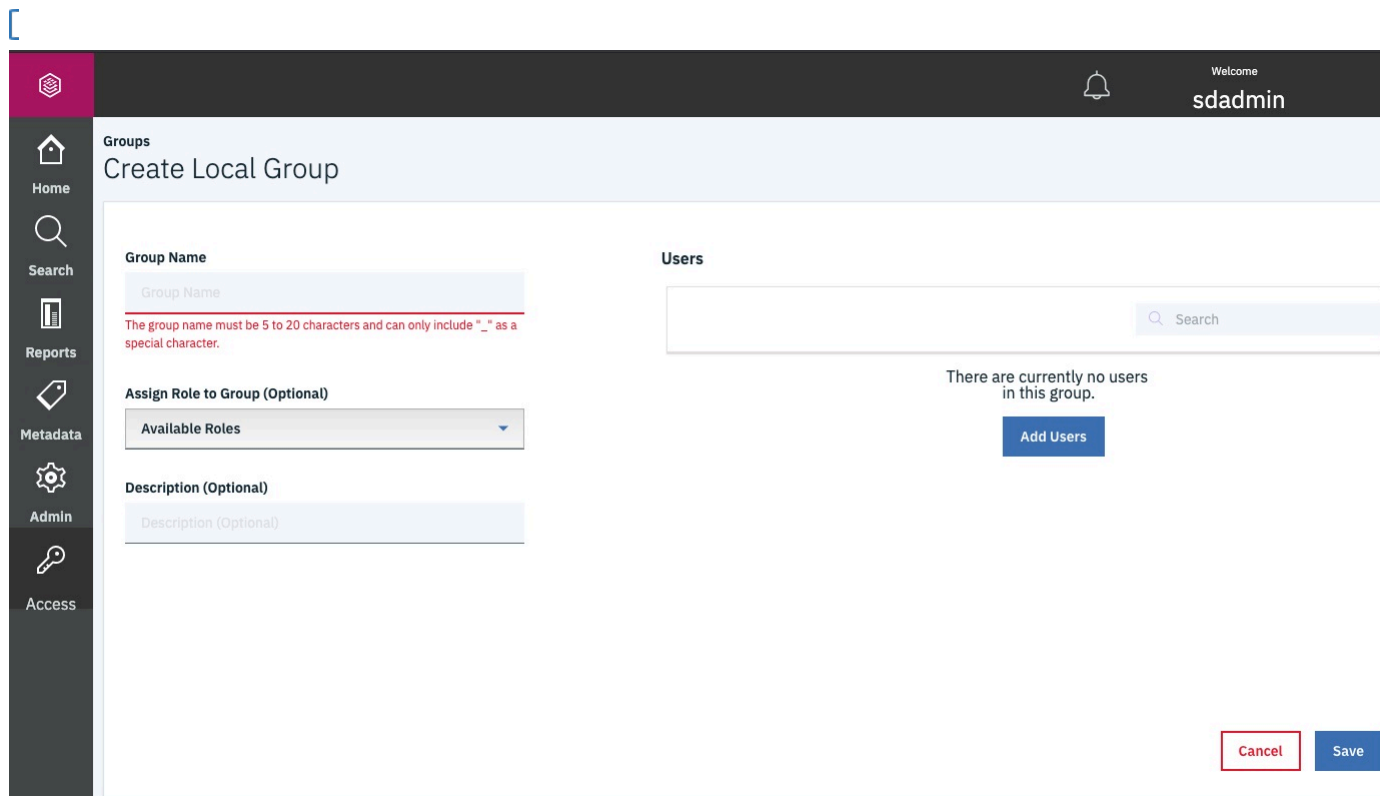 Welcome
sdadmin
Home
Search
Reports
Metadata
Admin
Access
Groups
Create Local Group
Group Name
Group Name
The group name must be 5 to 20 characters and can only include "_" as a
special character.
Assign Role to Group (Optional)
Available Roles
Description (Optional)
Description (Optional)
Users
Search
There are currently no users
in this group.
Add Users
Cancel
Save